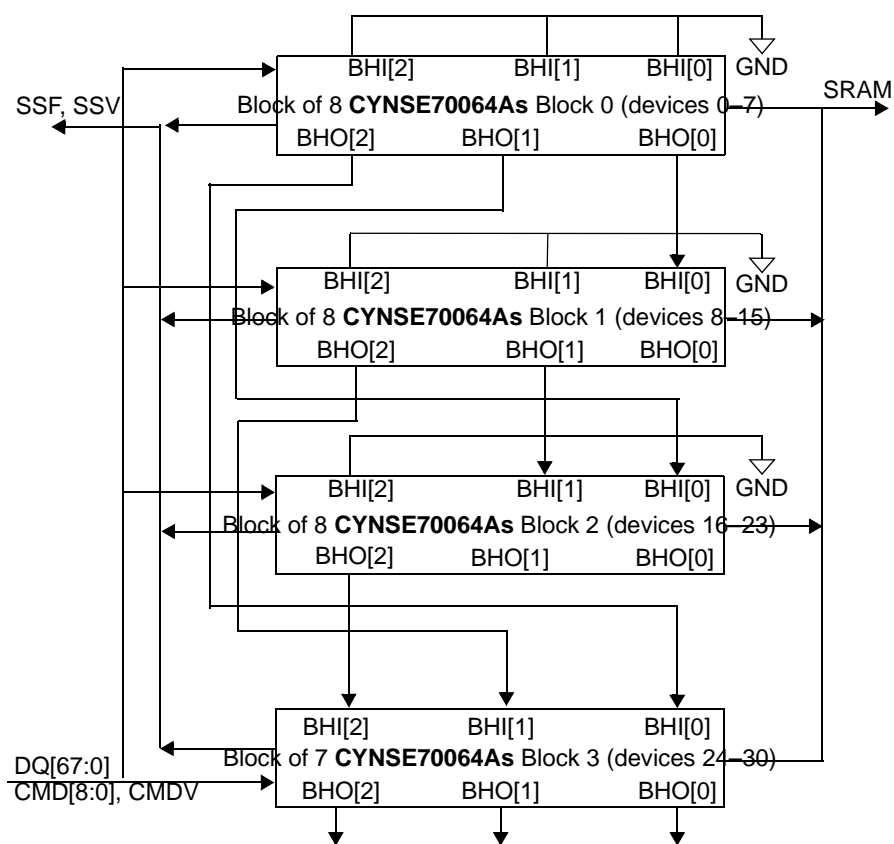 BHI[2] BHI[1] BHI[0] GND
SRAM
SSF, SSV
Block of 8 CYNSE70064As Block 0 (devices 0–7)
BHO[2] BHO[1] BHO[0]
BHI[2] BHI[1] BHI[0] GND
Block of 8 CYNSE70064As Block 1 (devices 8–15)
BHO[2] BHO[1] BHO[0]
BHI[2] BHI[1] BHI[0] GND
Block of 8 CYNSE70064As Block 2 (devices 16–23)
BHO[2] BHO[1] BHO[0]
BHI[2] BHI[1] BHI[0]
Block of 7 CYNSE70064As Block 3 (devices 24–30)
DQ[67:0]
CMD[8:0], CMDV
BHO[2] BHO[1] BHO[0]